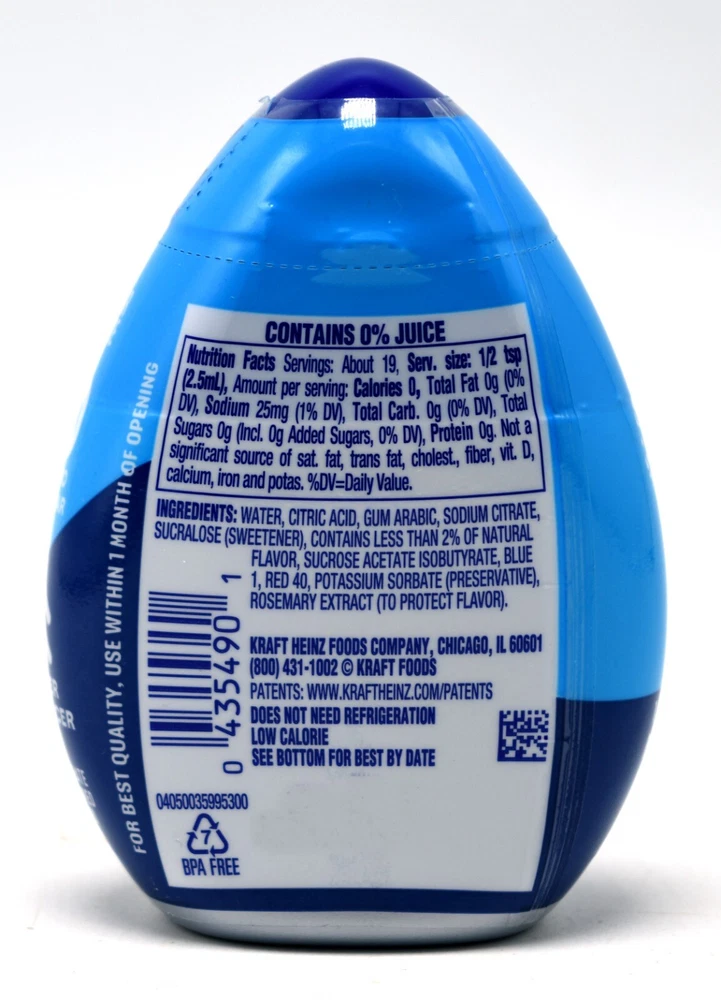 CONTAINS 0% JUICE
Nutrition Facts Servings: About 19, Serv. size: 1/2 tsp
(2.5mL), Amount per serving: Calories 0, Total Fat 0g (0%
DV), Sodium 25mg (1% DV), Total Carb. 0g (0% DV), Total
Sugars 0g (Incl. 0g Added Sugars, 0% DV), Protein 0g. Not a
significant source of sat. fat, trans fat, cholest., fiber, vit. D,
calcium, iron and potas. %DV=Daily Value.
INGREDIENTS: WATER, CITRIC ACID, GUM ARABIC, SODIUM CITRATE,
SUCRALOSE (SWEETENER), CONTAINS LESS THAN 2% OF NATURAL
FLAVOR, SUCROSE ACETATE ISOBUTYRATE, BLUE
1, RED 40, POTASSIUM SORBATE (PRESERVATIVE),
ROSEMARY EXTRACT (TO PROTECT FLAVOR).
KRAFT HEINZ FOODS COMPANY, CHICAGO, IL 60601
(800) 431-1002 © KRAFT FOODS
PATENTS: WWW.KRAFTHEINZ.COM/PATENTS
DOES NOT NEED REFRIGERATION
LOW CALORIE
SEE BOTTOM FOR BEST BY DATE
0 435490 1
04050035995300
7
BPA FREE
FOR BEST QUALITY, USE WITHIN 1 MONTH OF OPENING